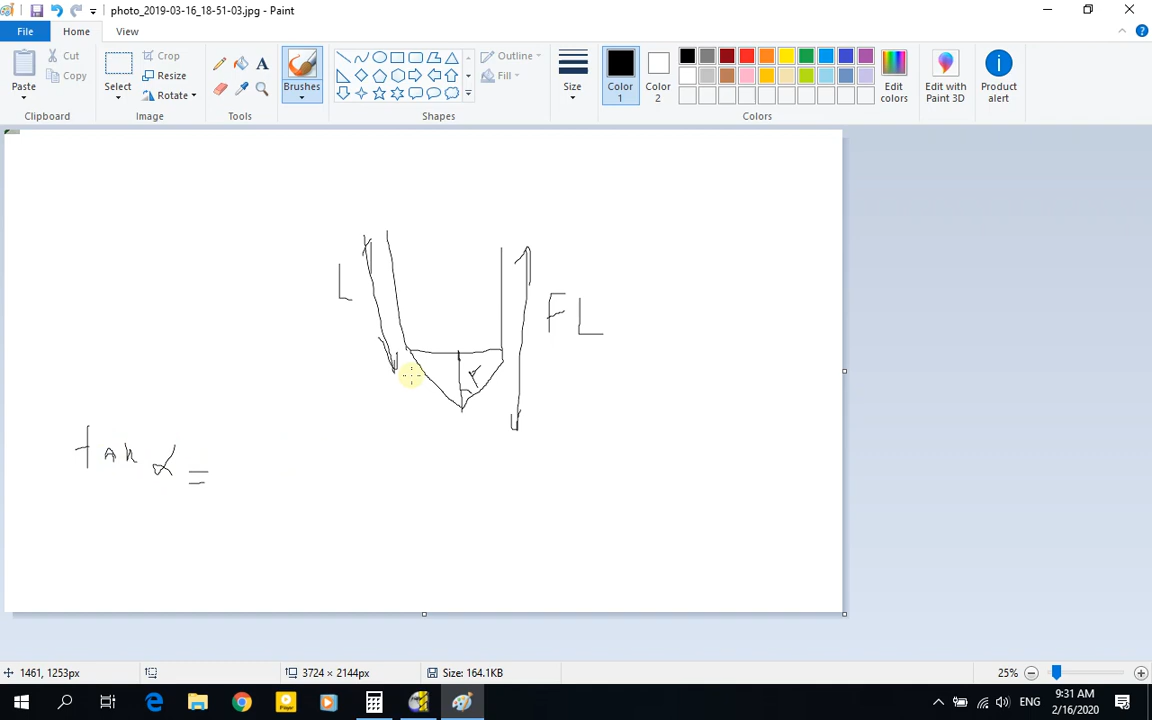 photo_2019-03-16_18-51-03.jpg - Paint
File
Home
View
Paste
Cut
Copy
Clipboard
Select
Crop
Resize
Rotate
Image
Tools
Brushes
Shapes
Outline
Fill
Size
Color 1
Color 2
Colors
Edit colors
Edit with Paint 3D
Product alert
L
FL
tan α =
1461, 1253px
3724 × 2144px
Size: 164.1KB
25%
ENG
9:31 AM
2/16/2020